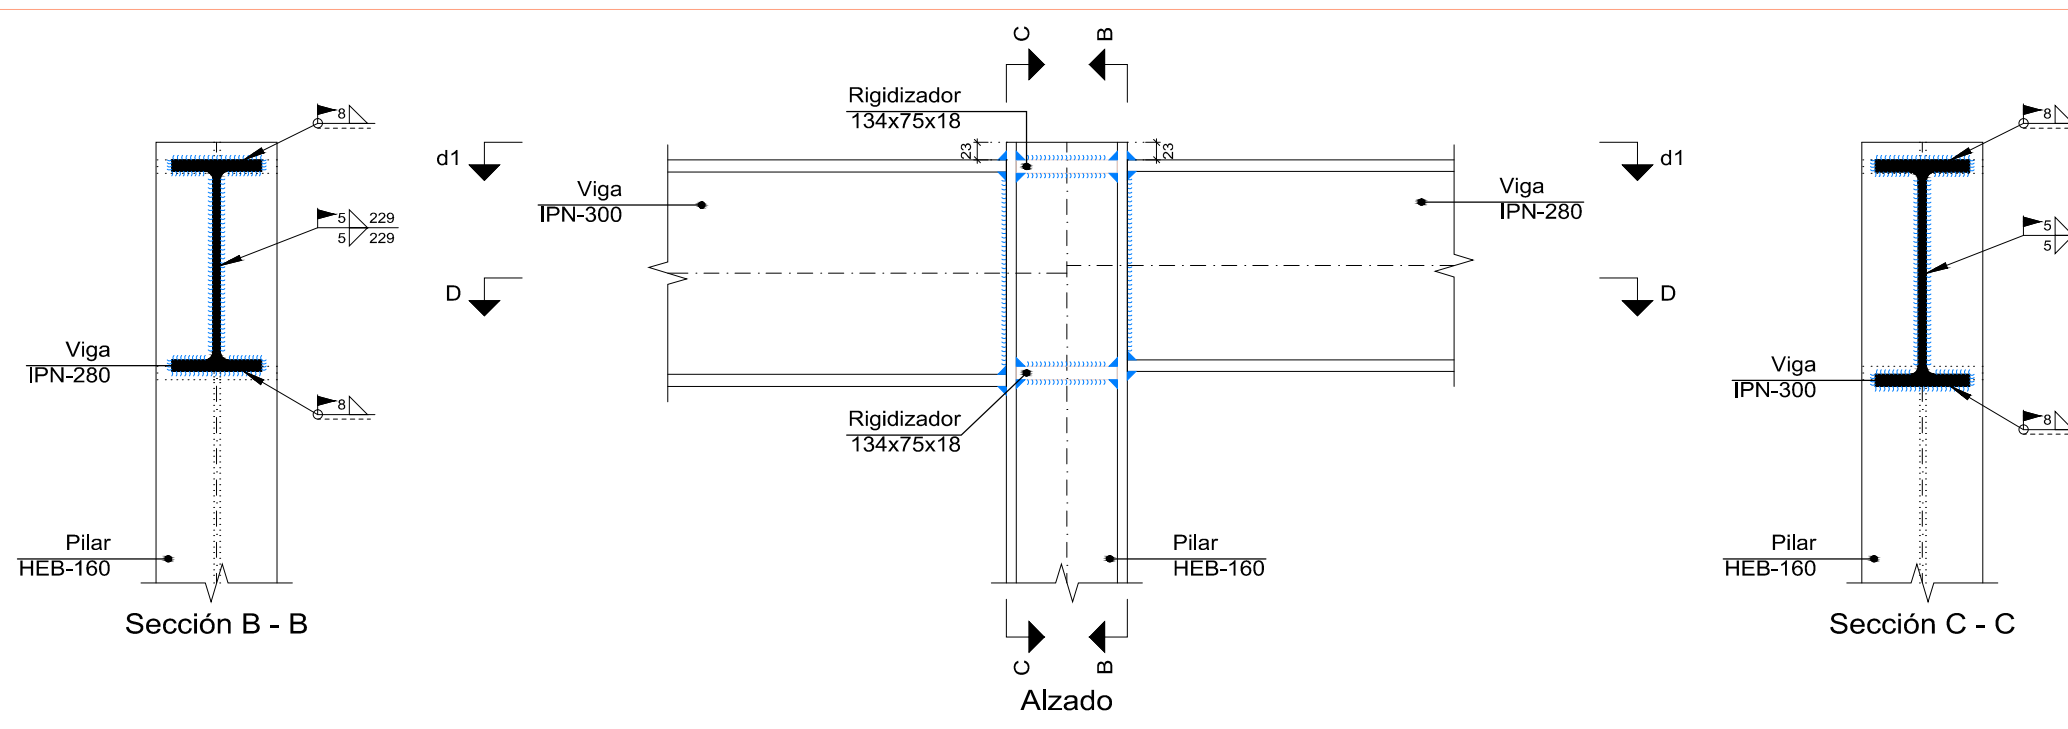 8
5 229
5 229
Viga
IPN-280
8
Pilar
HEB-160
Sección B - B
d1
D
C
B
Rigidizador
134x75x18
23
23
Viga
IPN-300
Viga
IPN-280
Rigidizador
134x75x18
Pilar
HEB-160
C
B
Alzado
d1
D
8
5
5
Viga
IPN-300
8
Pilar
HEB-160
Sección C - C